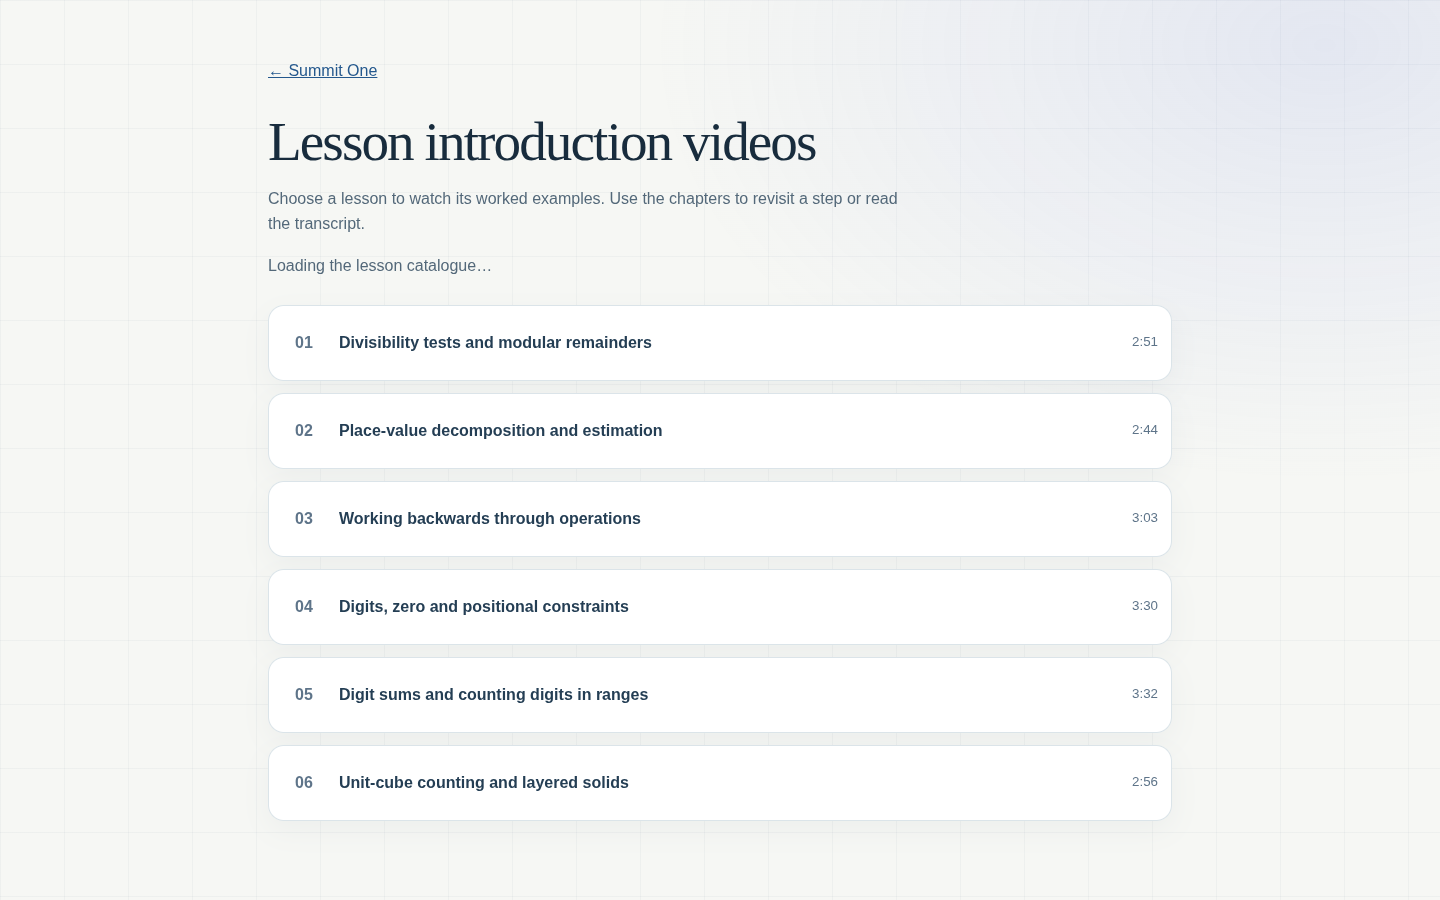 ← Summit One
Lesson introduction videos
Choose a lesson to watch its worked examples. Use the chapters to revisit a step or read
the transcript.
Loading the lesson catalogue…
01 Divisibility tests and modular remainders 2:51
02 Place-value decomposition and estimation 2:44
03 Working backwards through operations 3:03
04 Digits, zero and positional constraints 3:30
05 Digit sums and counting digits in ranges 3:32
06 Unit-cube counting and layered solids 2:56